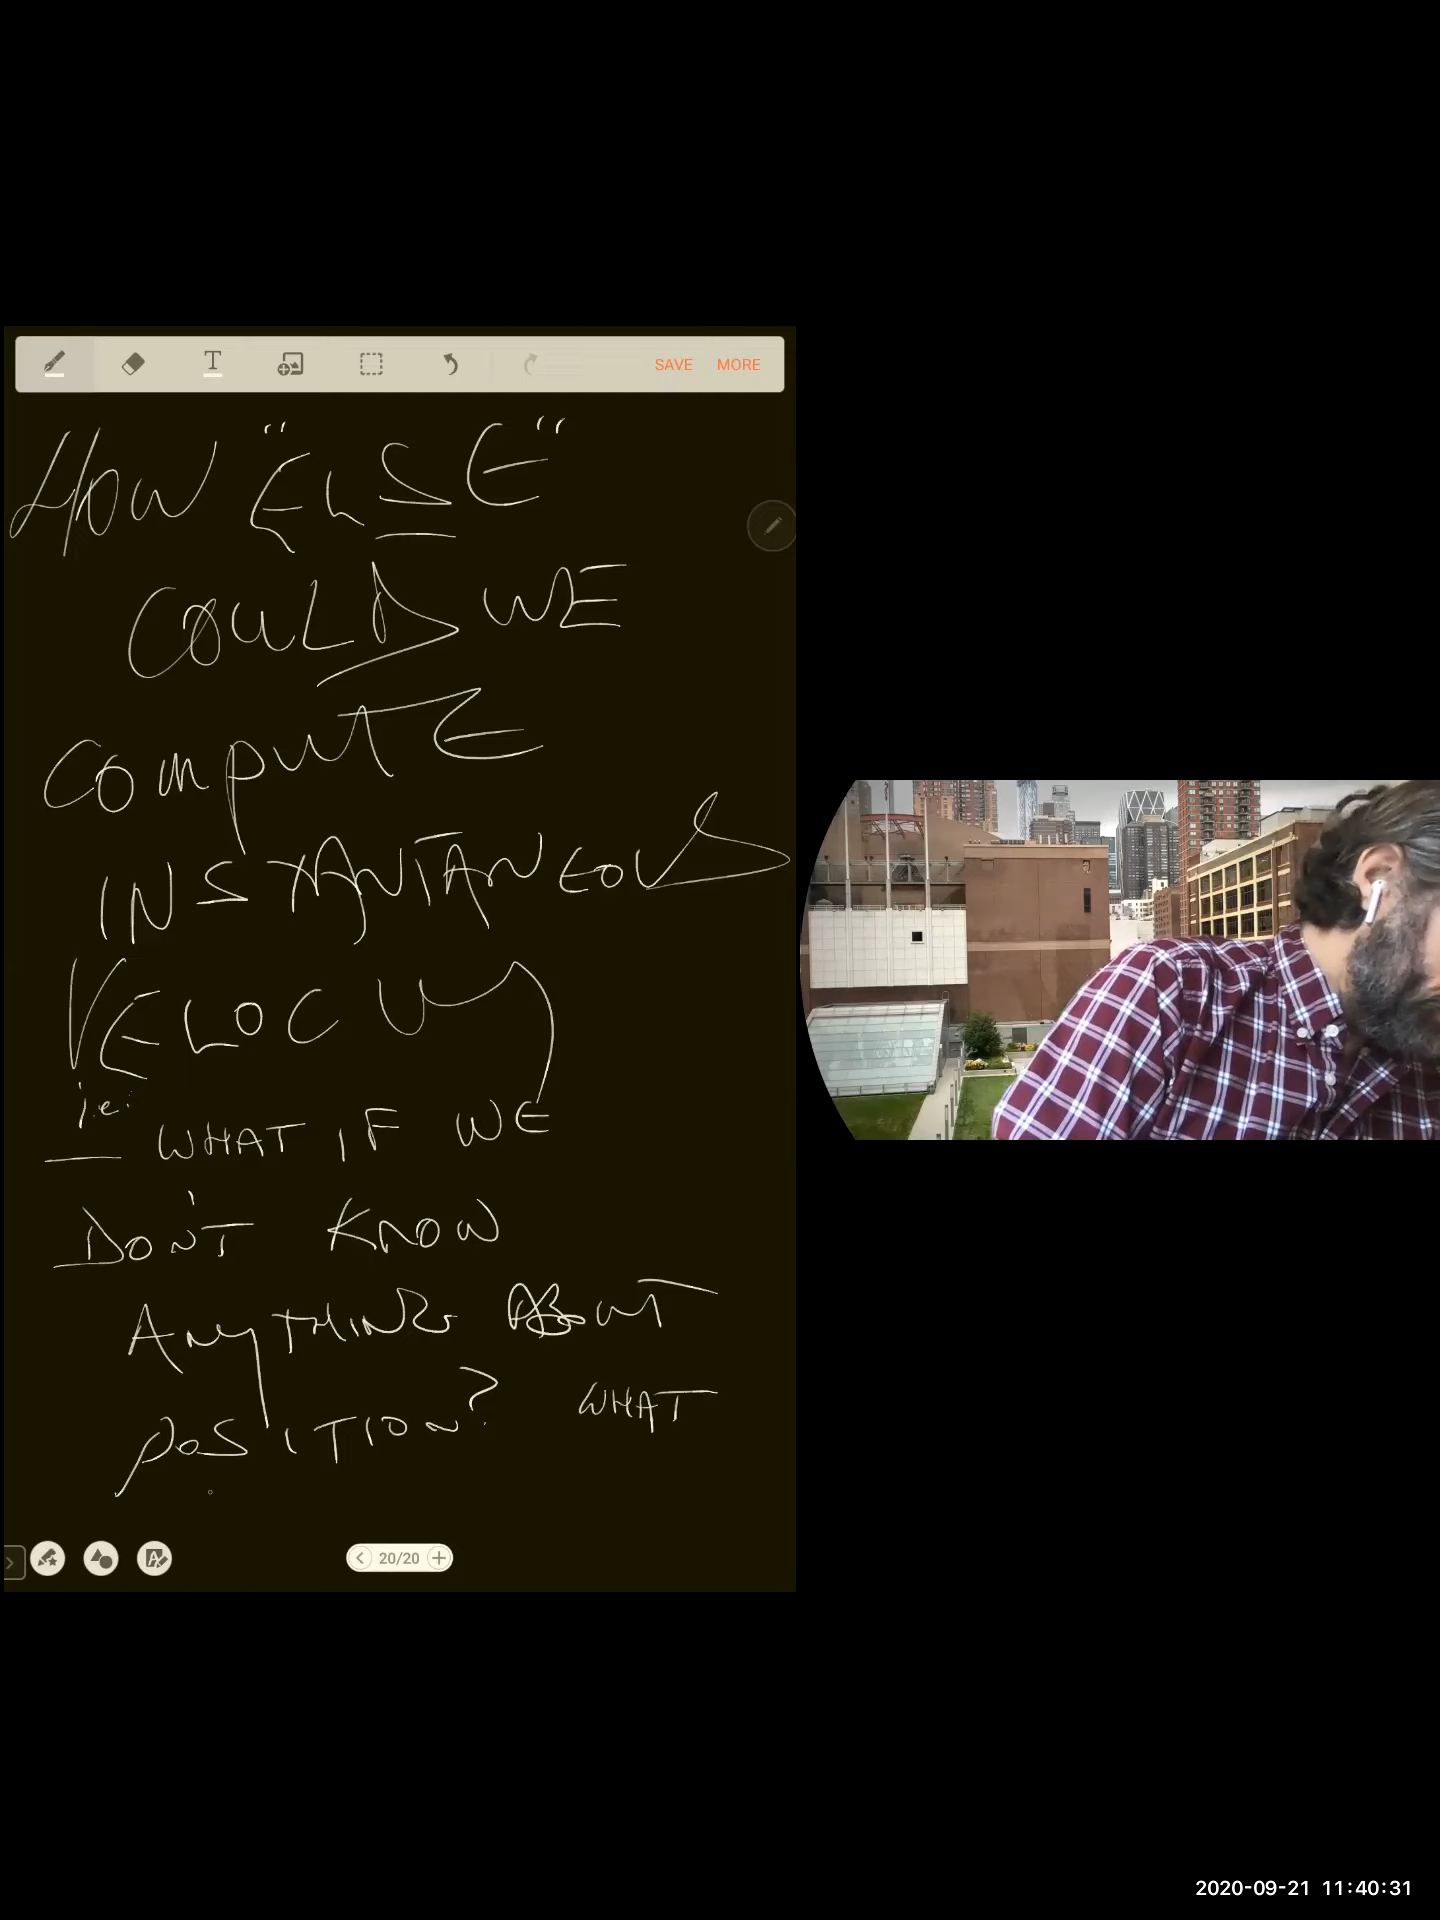 T SAVE MORE
HOW "ELSE"
COULD WE
COMPUTE
INSTANTANEOUS
VELOCITY
i.e.
WHAT IF WE
DON'T KNOW
ANYTHING ABOUT
POSITION? WHAT
A 20/20
2020-09-21 11:40:31